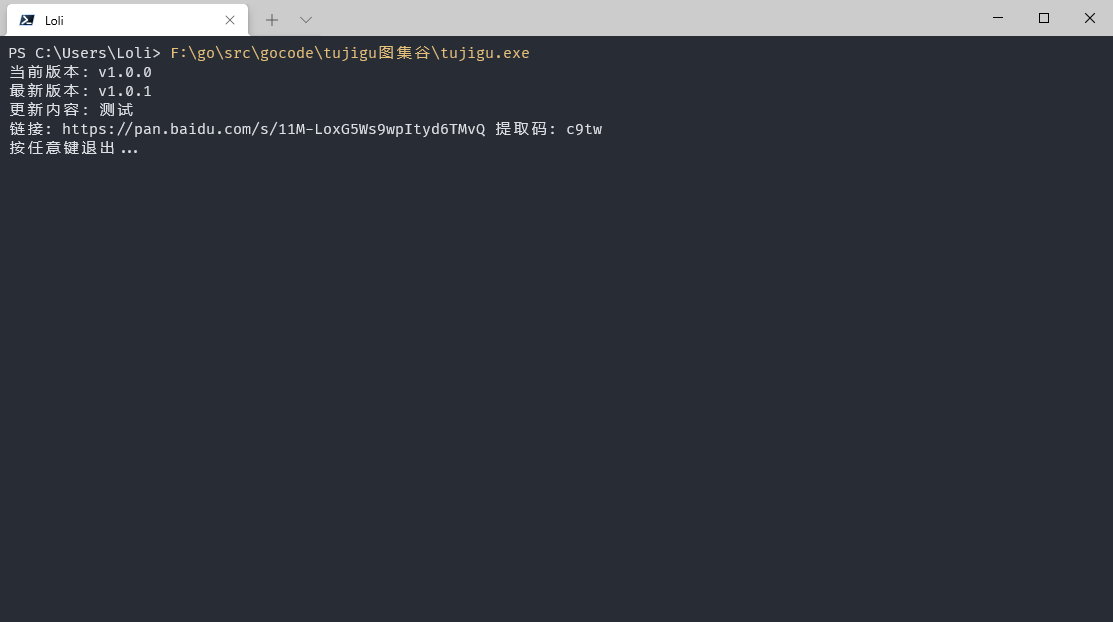 Loli
PS C:\Users\Loli> F:\go\src\gocode\tujigu图集谷\tujigu.exe
当前版本: v1.0.0
最新版本: v1.0.1
更新内容: 测试
链接: https://pan.baidu.com/s/11M-LoxG5Ws9wpItyd6TMvQ 提取码: c9tw
按任意键退出...